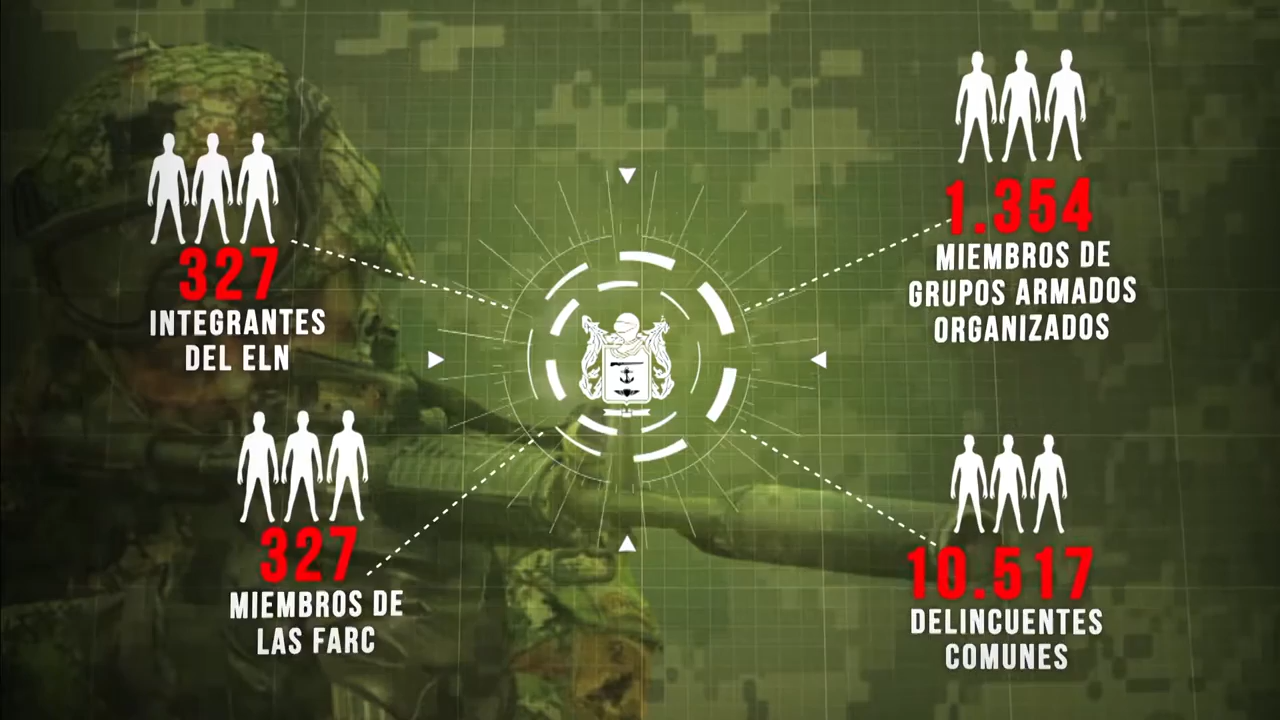 327
INTEGRANTES
DEL ELN
1.354
MIEMBROS DE
GRUPOS ARMADOS
ORGANIZADOS
327
MIEMBROS DE
LAS FARC
10.517
DELINCUENTES
COMUNES